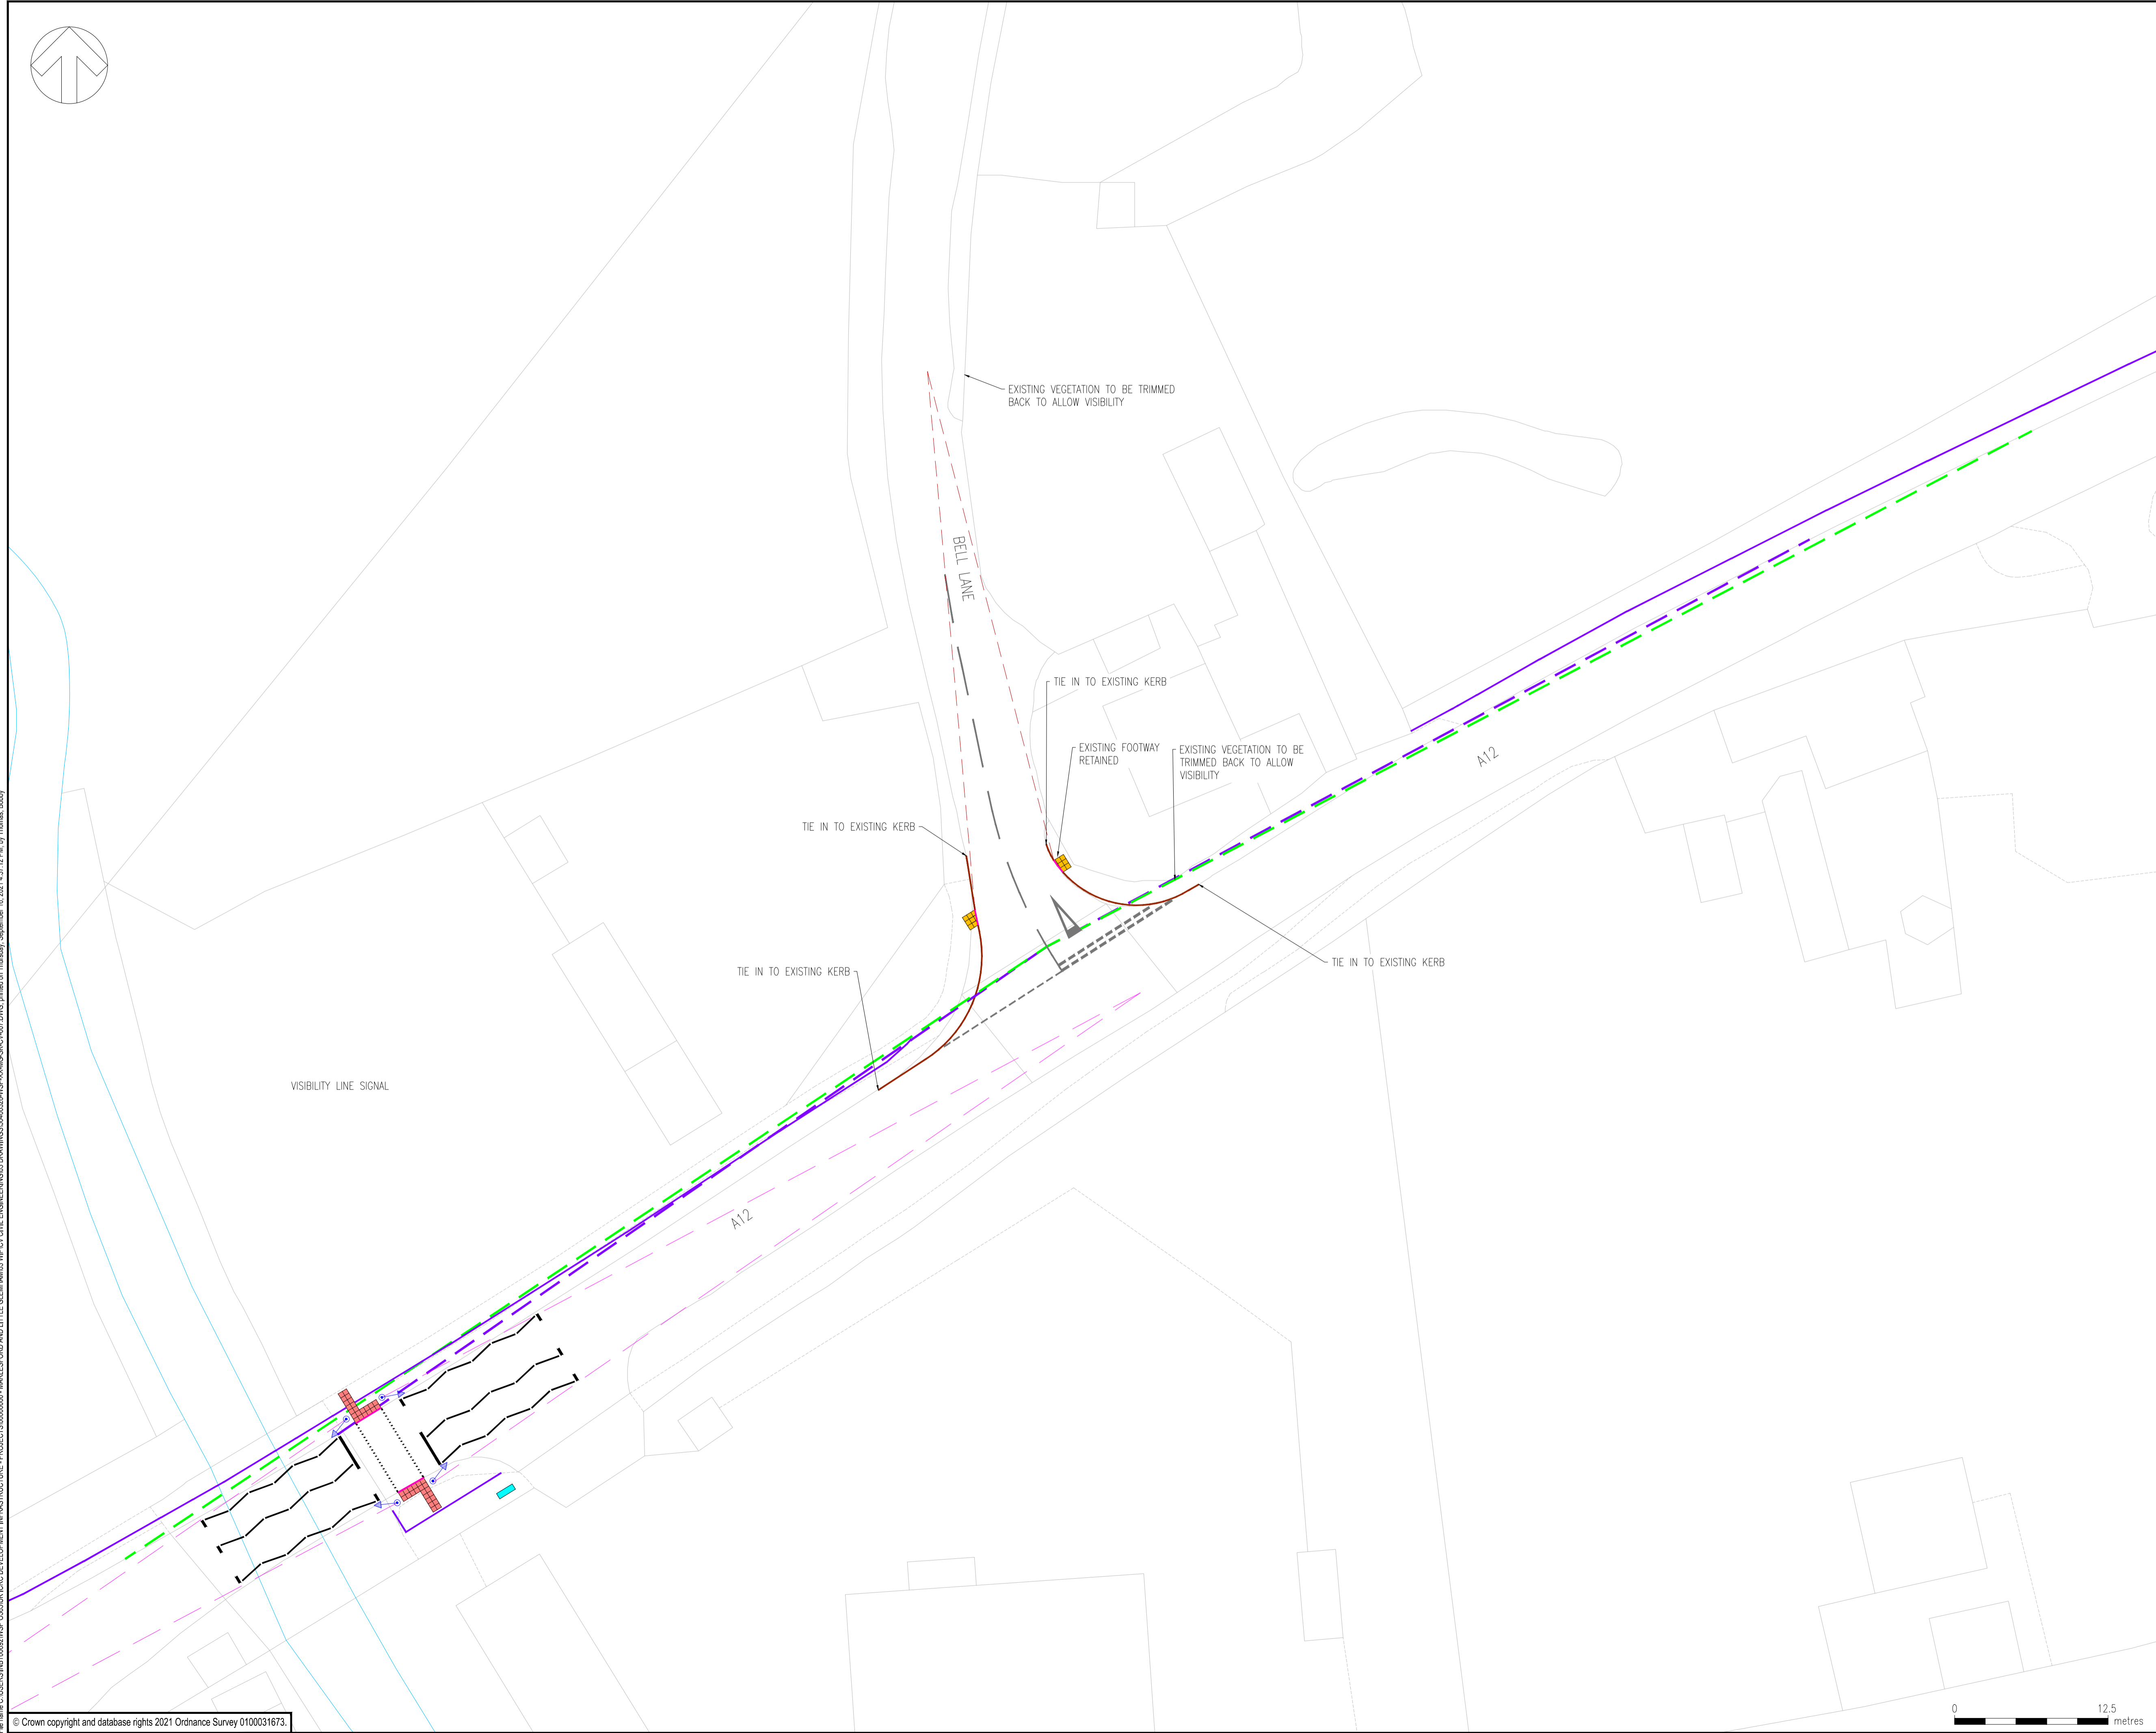 EXISTING VEGETATION TO BE TRIMMED
BACK TO ALLOW VISIBILITY
BELL LANE
TIE IN TO EXISTING KERB
EXISTING FOOTWAY
RETAINED
EXISTING VEGETATION TO BE
TRIMMED BACK TO ALLOW
VISIBILITY
A12
TIE IN TO EXISTING KERB
TIE IN TO EXISTING KERB
TIE IN TO EXISTING KERB
VISIBILITY LINE SIGNAL
A12
0 12.5
metres
© Crown copyright and database rights 2021 Ordnance Survey 0100031673.